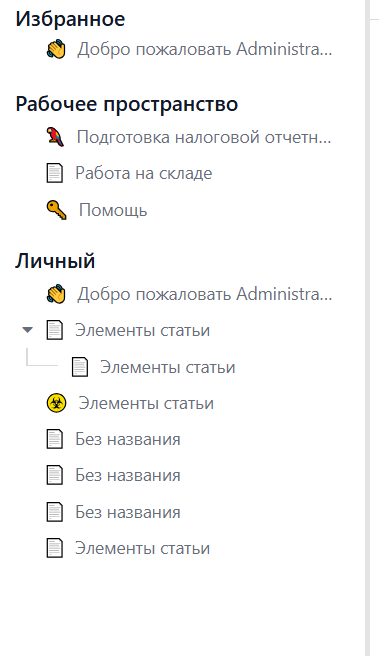 Избранное
Добро пожаловать Administra...
Рабочее пространство
Подготовка налоговой отчетн...
Работа на складе
Помощь
Личный
Добро пожаловать Administra...
Элементы статьи
Элементы статьи
Элементы статьи
Без названия
Без названия
Без названия
Элементы статьи